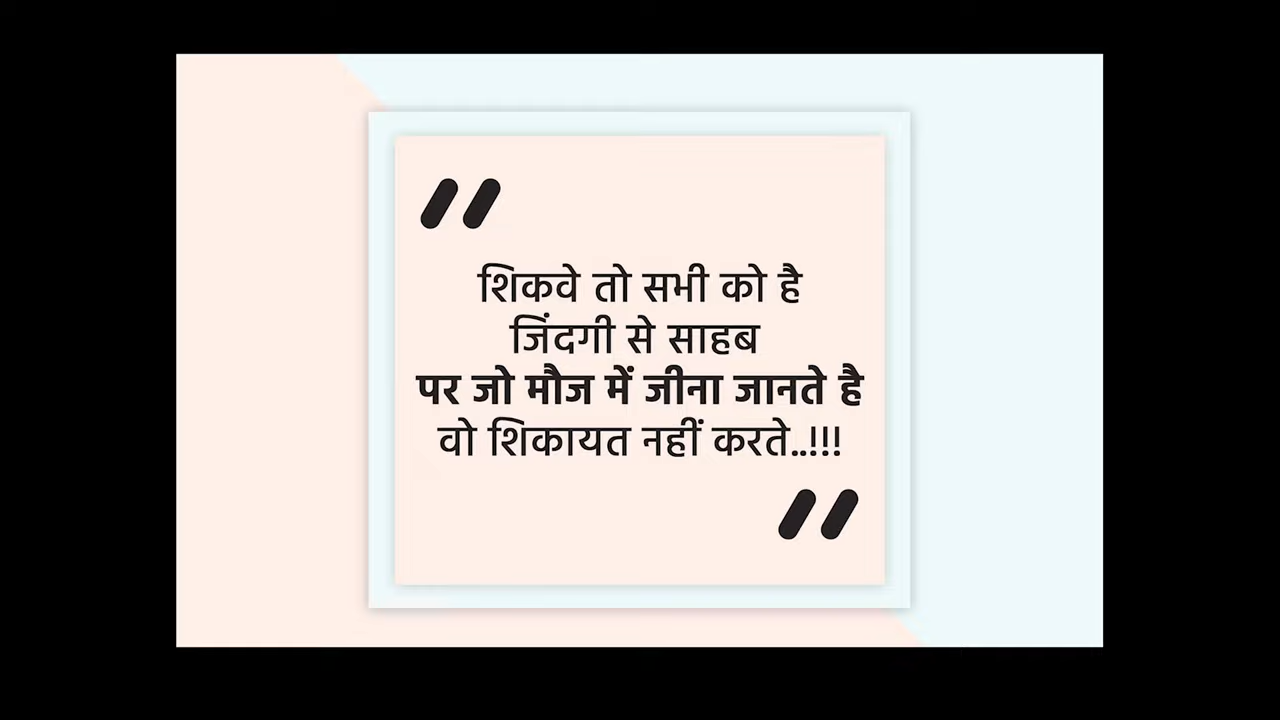 शिकवे तो सभी को है
जिंदगी से साहब
पर जो मौज में जीना जानते है
वो शिकायत नहीं करते..!!!